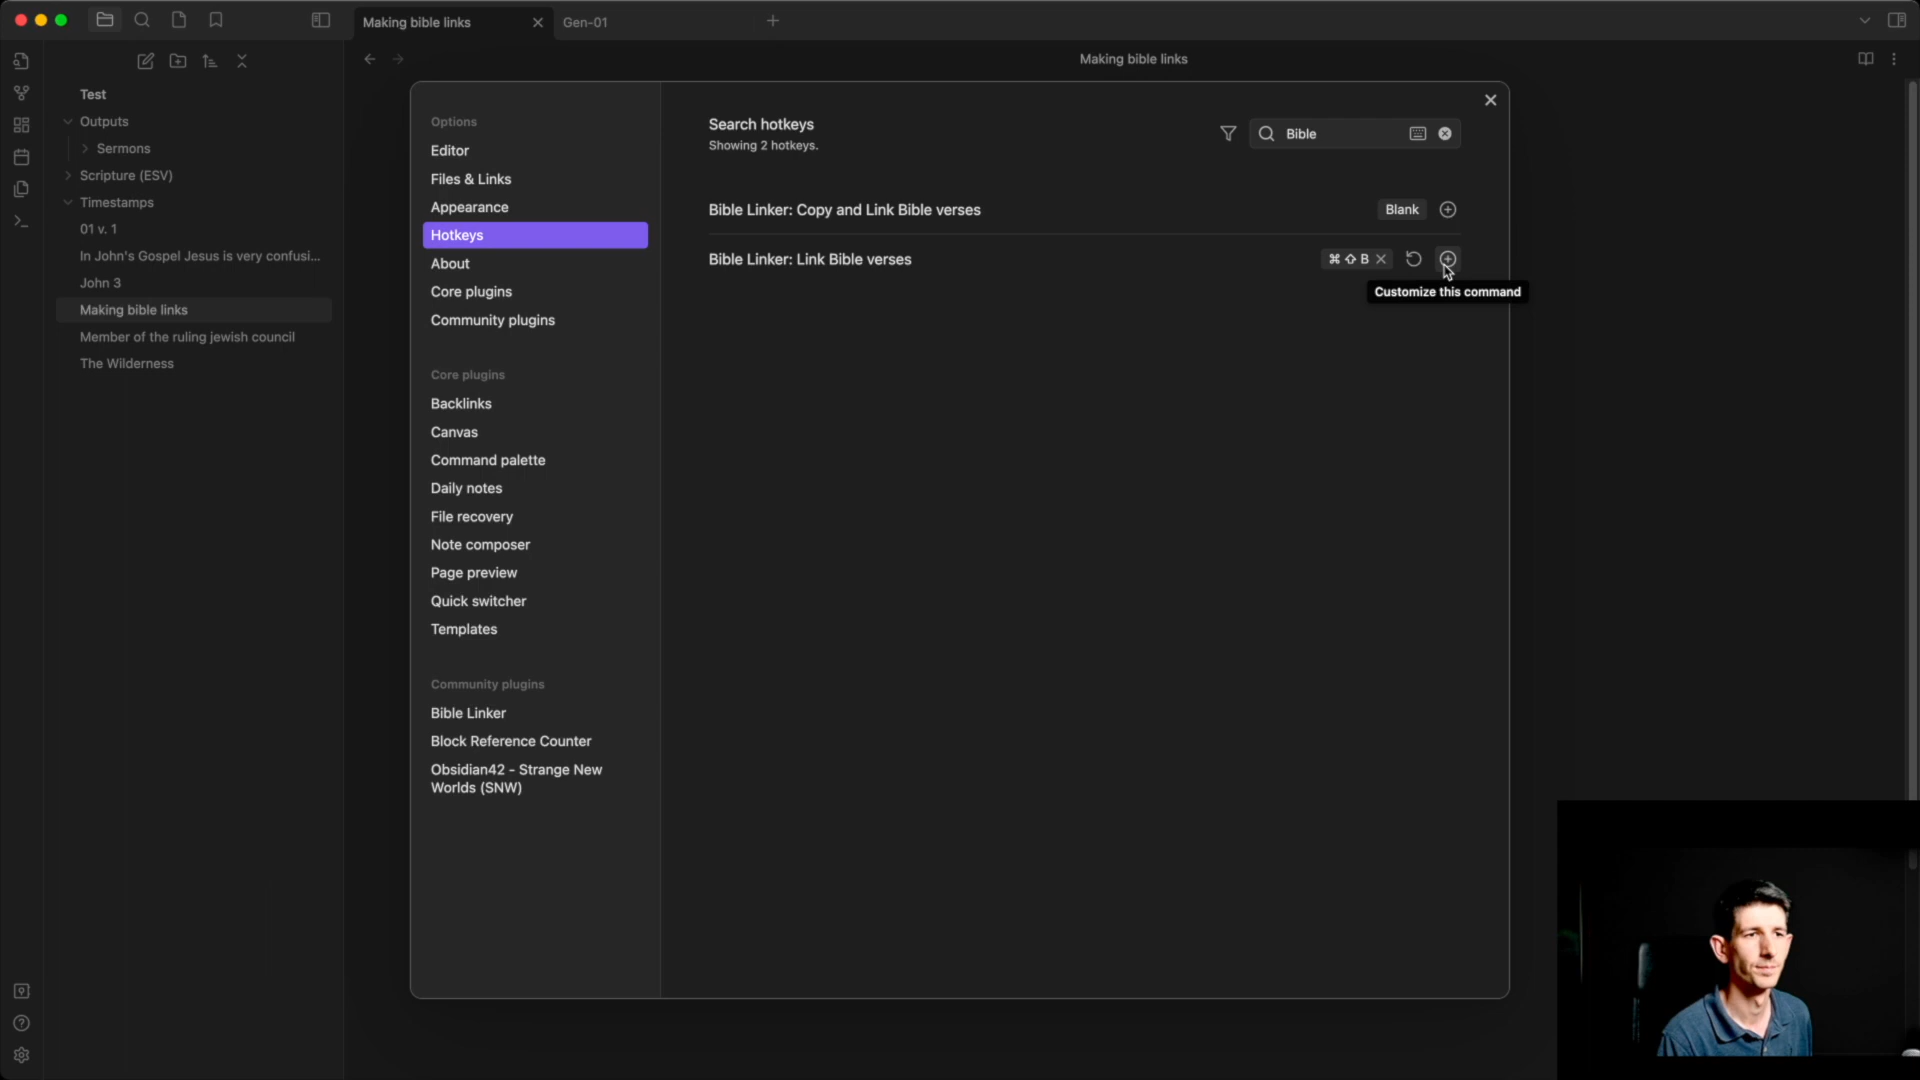 Making bible links
Gen-01
Making bible links
Test
Outputs
Sermons
Scripture (ESV)
Timestamps
01 v. 1
In John's Gospel Jesus is very confusi...
John 3
Making bible links
Member of the ruling jewish council
The Wilderness
Options
Editor
Files & Links
Appearance
Hotkeys
About
Core plugins
Community plugins
Core plugins
Backlinks
Canvas
Command palette
Daily notes
File recovery
Note composer
Page preview
Quick switcher
Templates
Community plugins
Bible Linker
Block Reference Counter
Obsidian42 - Strange New
Worlds (SNW)
Search hotkeys
Showing 2 hotkeys.
Bible
Bible Linker: Copy and Link Bible verses
Blank
Bible Linker: Link Bible verses
⌘ ⇧ B
Customize this command